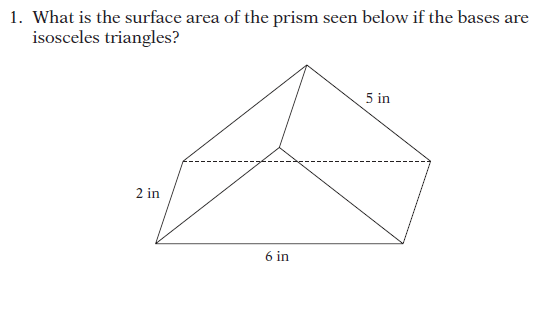 1. What is the surface area of the prism seen below if the bases are
isosceles triangles?
5 in
2 in
6 in